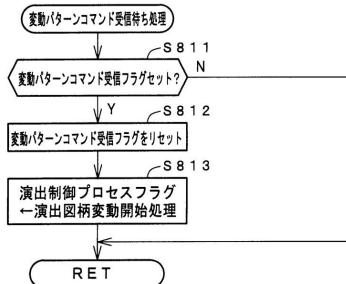 変動パターンコマンド受信待ち処理
S811
変動パターンコマンド受信フラグセット?
N
Y
S812
変動パターンコマンド受信フラグをリセット
S813
演出制御プロセスフラグ
←演出図柄変動開始処理
RET